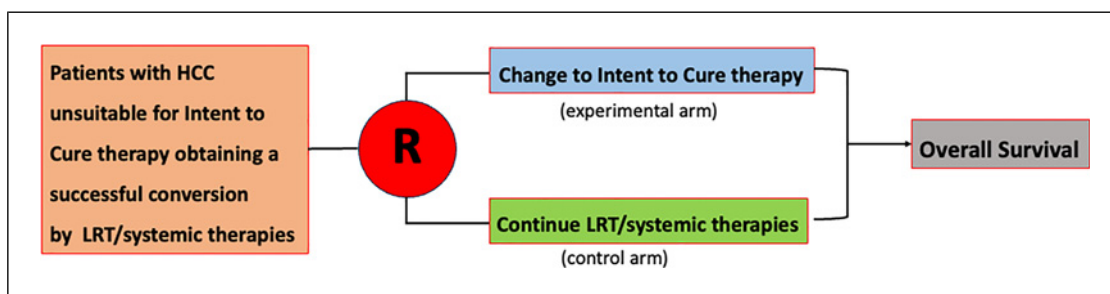 Patients with HCC
unsuitable for Intent to
Cure therapy obtaining a
successful conversion
by LRT/systemic therapies
R
Change to Intent to Cure therapy
(experimental arm)
Continue LRT/systemic therapies
(control arm)
Overall Survival